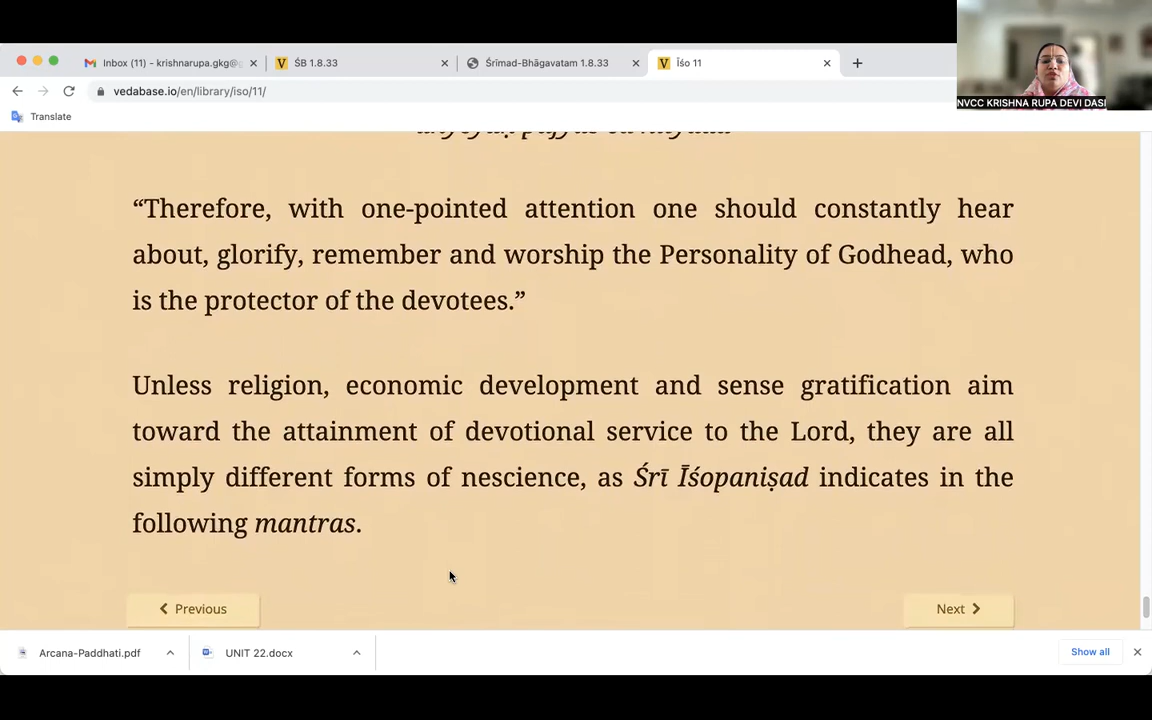 Inbox (11) - krishnarupa.gkg@
ŚB 1.8.33
Śrīmad-Bhāgavatam 1.8.33
Īśo 11
NVCC KRISHNA RUPA DEVI DASI
vedabase.io/en/library/iso/11/
Translate
“Therefore, with one-pointed attention one should constantly hear
about, glorify, remember and worship the Personality of Godhead, who
is the protector of the devotees.”
Unless religion, economic development and sense gratification aim
toward the attainment of devotional service to the Lord, they are all
simply different forms of nescience, as Śrī Īśopaniṣad indicates in the
following mantras.
Previous
Next
Arcana-Paddhati.pdf
UNIT 22.docx
Show all